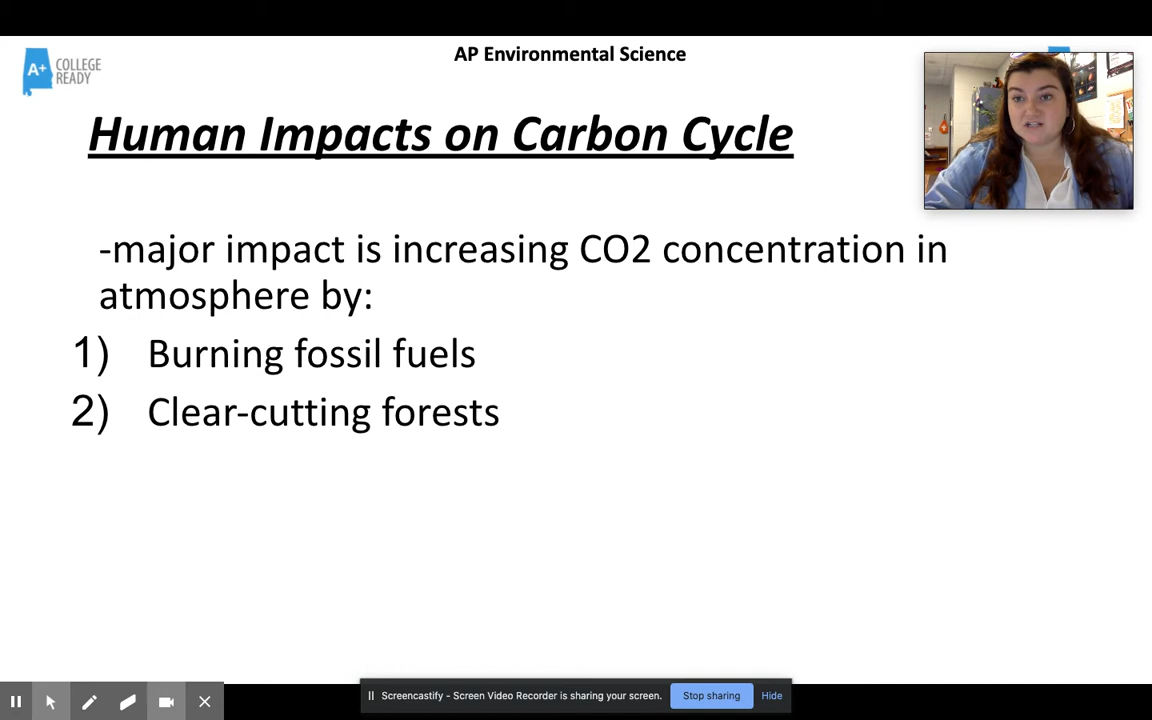 AP Environmental Science
A+ COLLEGE
READY
Human Impacts on Carbon Cycle
-major impact is increasing CO2 concentration in
atmosphere by:
1) Burning fossil fuels
2) Clear-cutting forests
Screencastify - Screen Video Recorder is sharing your screen. Stop sharing Hide